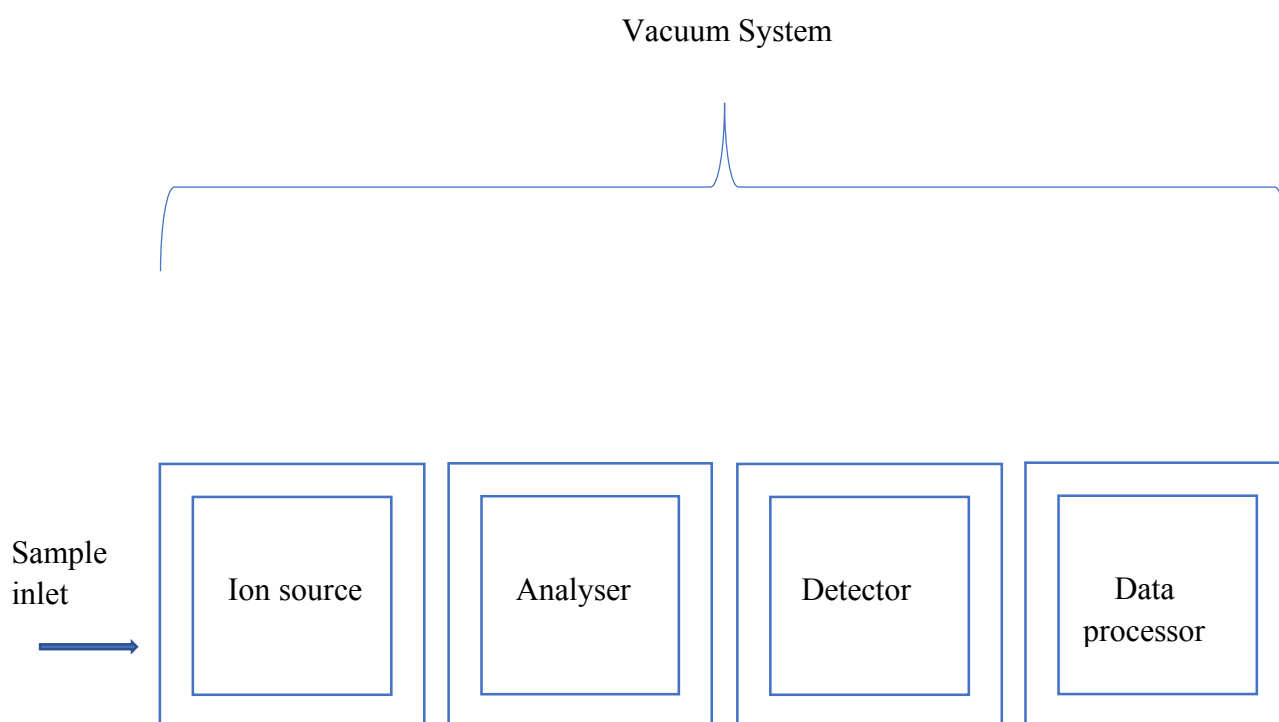 Vacuum System
Sample
inlet
Ion source
Analyser
Detector
Data
processor